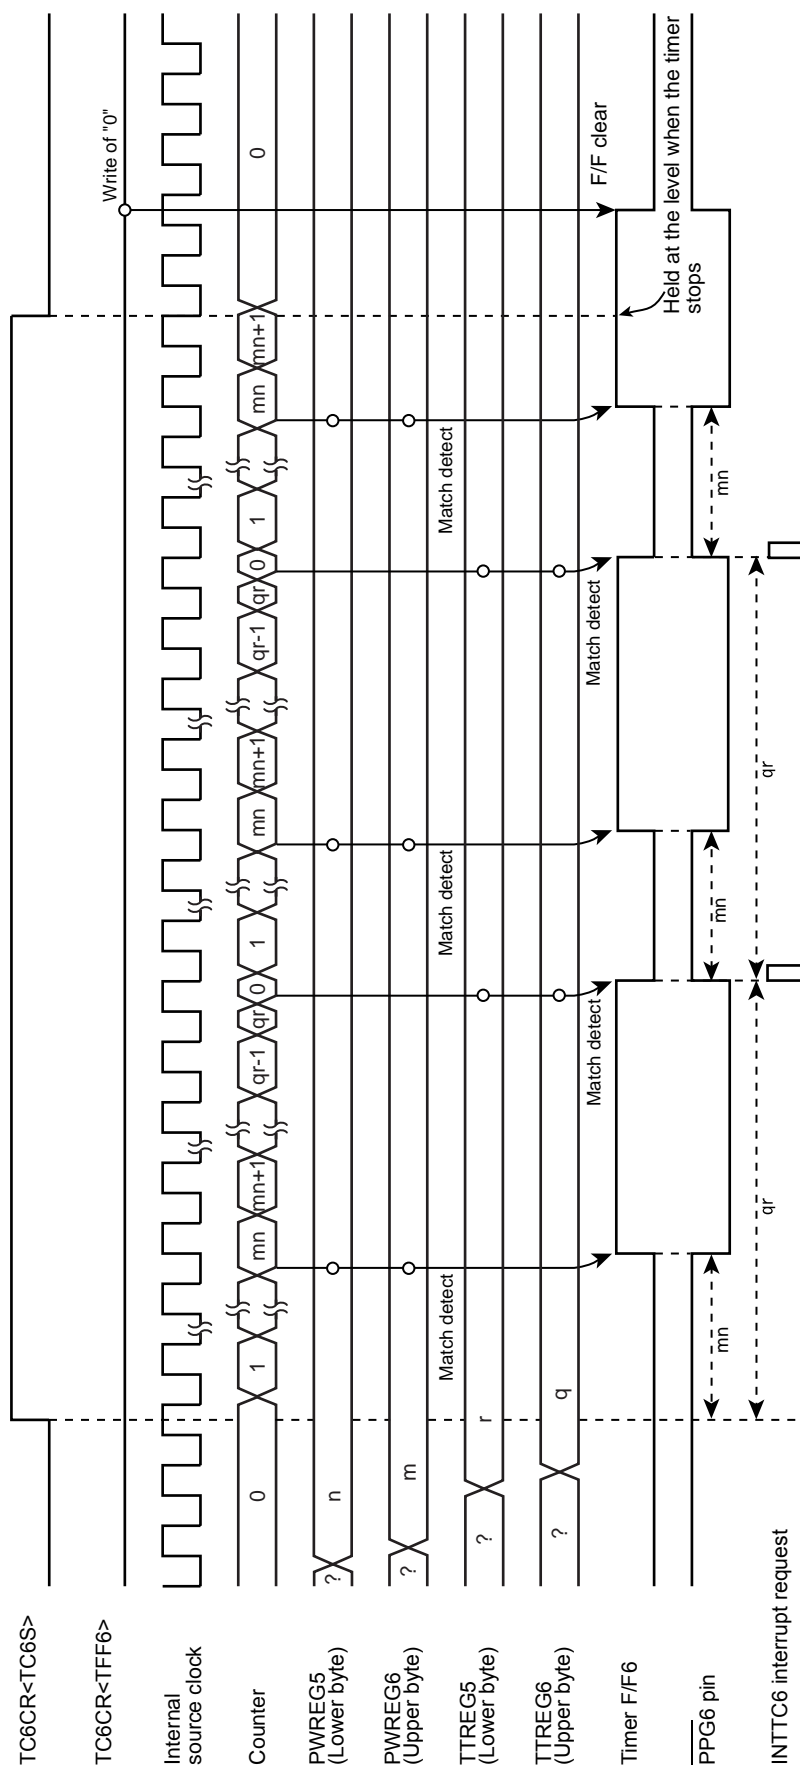 TC6CR<TC6S>
TC6CR<TFF6>
Write of "0"
Internal
source clock
Counter
0
1
mn
mn+1
qr-1
qr
0
1
mn
mn+1
qr-1
qr
0
1
mn
mn+1
0
PWREG5
(Lower byte)
?
n
PWREG6
(Upper byte)
?
m
Match detect
Match detect
Match detect
TTREG5
(Lower byte)
?
r
TTREG6
(Upper byte)
?
q
Match detect
Match detect
F/F clear
Timer F/F6
Held at the level when the timer
stops
PPG6 pin
mn
mn
mn
qr
qr
INTTC6 interrupt request